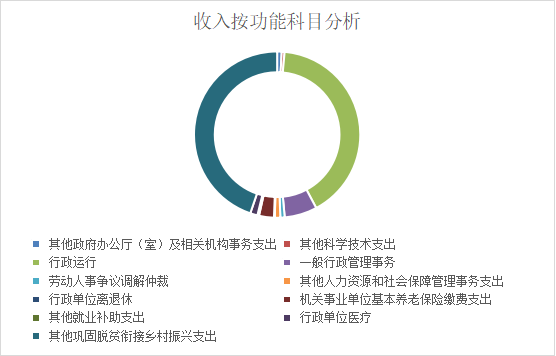 收入按功能科目分析
其他政府办公厅（室）及相关机构事务支出
其他科学技术支出
行政运行
一般行政管理事务
劳动人事争议调解仲裁
其他人力资源和社会保障管理事务支出
行政单位离退休
机关事业单位基本养老保险缴费支出
其他就业补助支出
行政单位医疗
其他巩固脱贫衔接乡村振兴支出